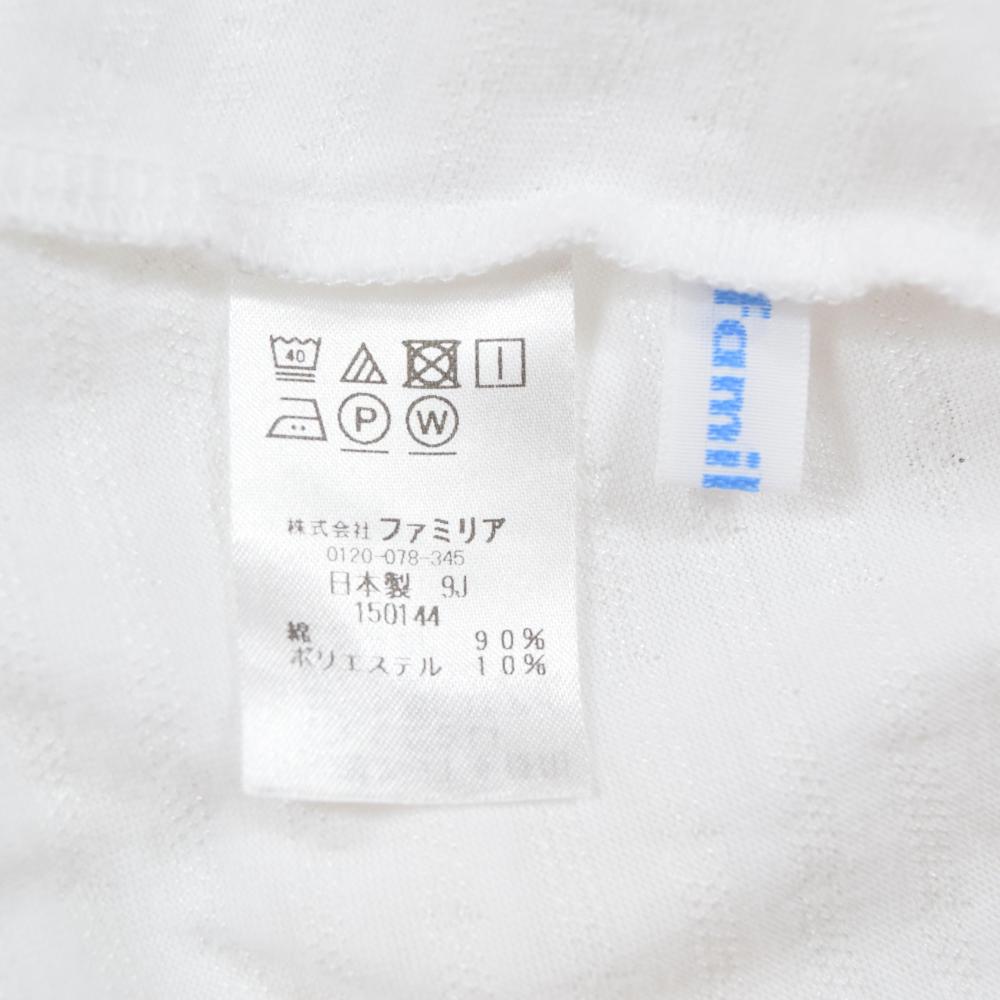 40
P W
株式会社 ファミリア
0120-078-345
日本製 9J
150144
綿 90%
ポリエステル 10%
famil